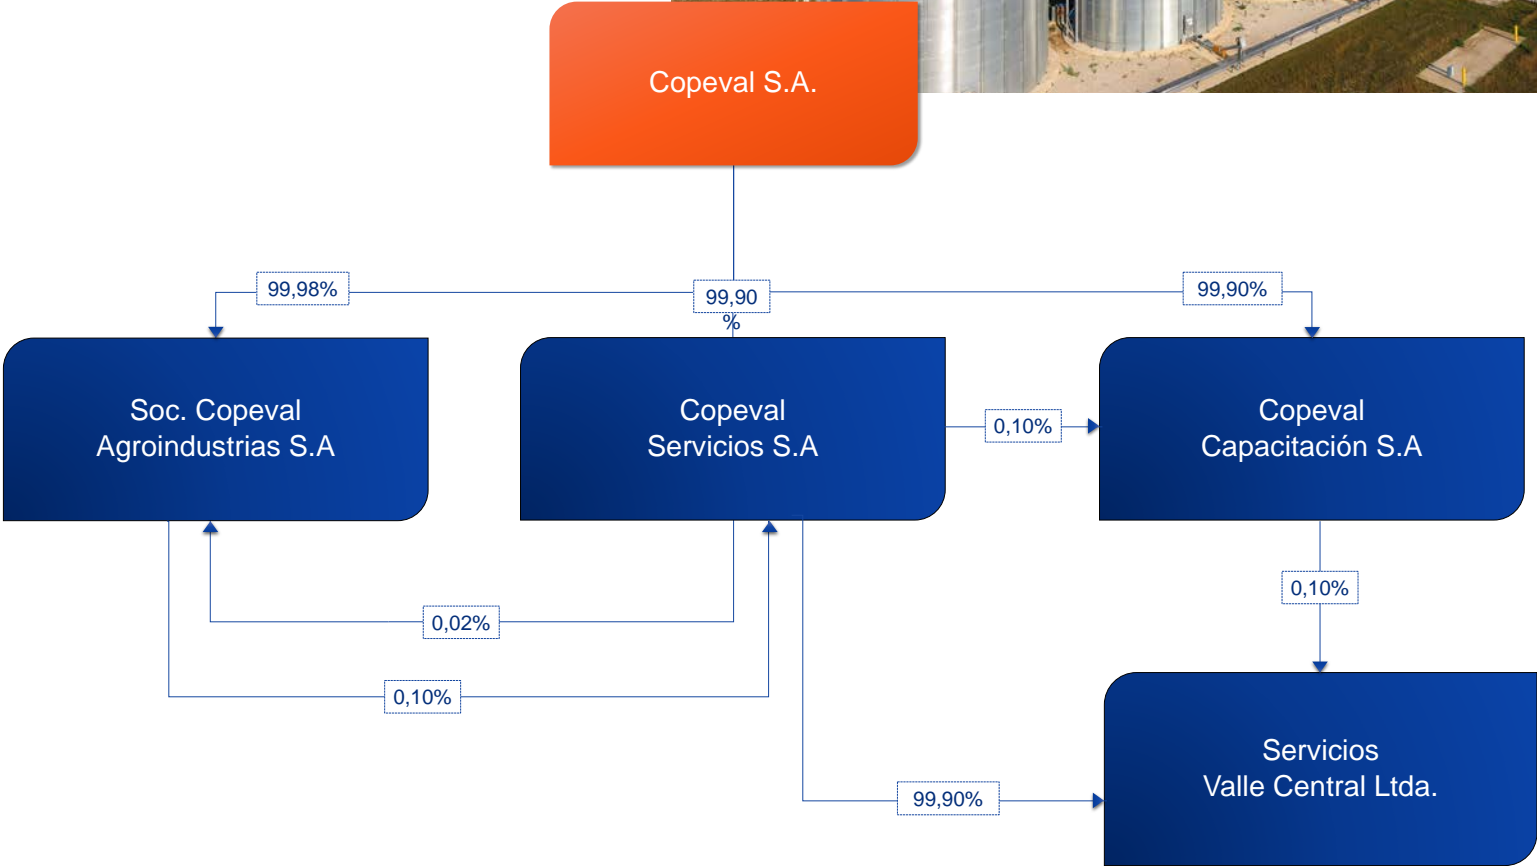 Copeval S.A.
99,98%
99,90
%
99,90%
Soc. Copeval
Agroindustrias S.A
Copeval
Servicios S.A
0,10%
Copeval
Capacitación S.A
0,02%
0,10%
0,10%
99,90%
Servicios
Valle Central Ltda.